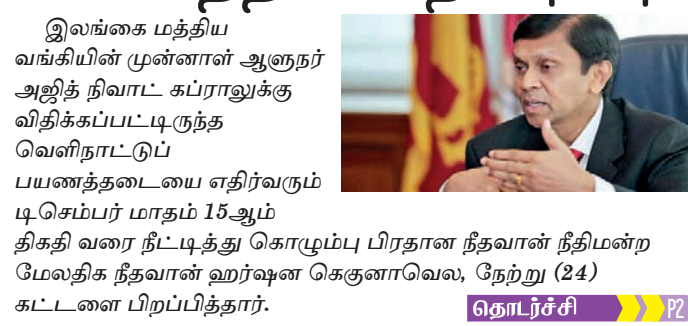 இலங்கை மத்திய
வங்கியின் முன்னாள் ஆளுநர்
அஜித் நிவாட் கப்ராலுக்கு
விதிக்கப்பட்டிருந்த
வெளிநாட்டுப்
பயணத்தடையை எதிர்வரும்
டிசெம்பர் மாதம் 15ஆம்
திகதி வரை நீட்டித்து கொழும்பு பிரதான நீதவான் நீதிமன்ற
மேலதிக நீதவான் ஹர்ஷன கெகுனாவெல, நேற்று (24)
கட்டளை பிறப்பித்தார்.
தொடர்ச்சி P2